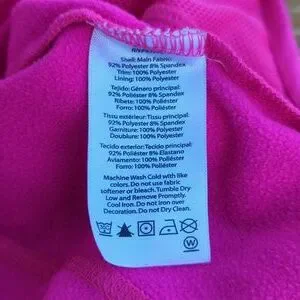 Shell: Main Fabric:
92% Polyester 8% Spandex
Trim: 100% Polyester
Lining: 100% Polyester
Tejido: Género principal:
92% Poliéster 8% Spandex
Ribete: 100% Poliéster
Forro: 100% Poliéster
Tissu extérieur: Tissu principal:
92% Polyester 8% Spandex
Garniture: 100% Polyester
Doublure: 100% Polyester
Tecido exterior: Tecido principal:
92% Poliéster 8% Elastano
Aviamento: 100% Poliéster
Forro: 100% Poliéster
Machine Wash Cold with like
colors. Do not use fabric
softener or bleach. Tumble Dry
Low and Remove Promptly.
Cool Iron. Do not iron over
Decoration. Do not Dry Clean.
W